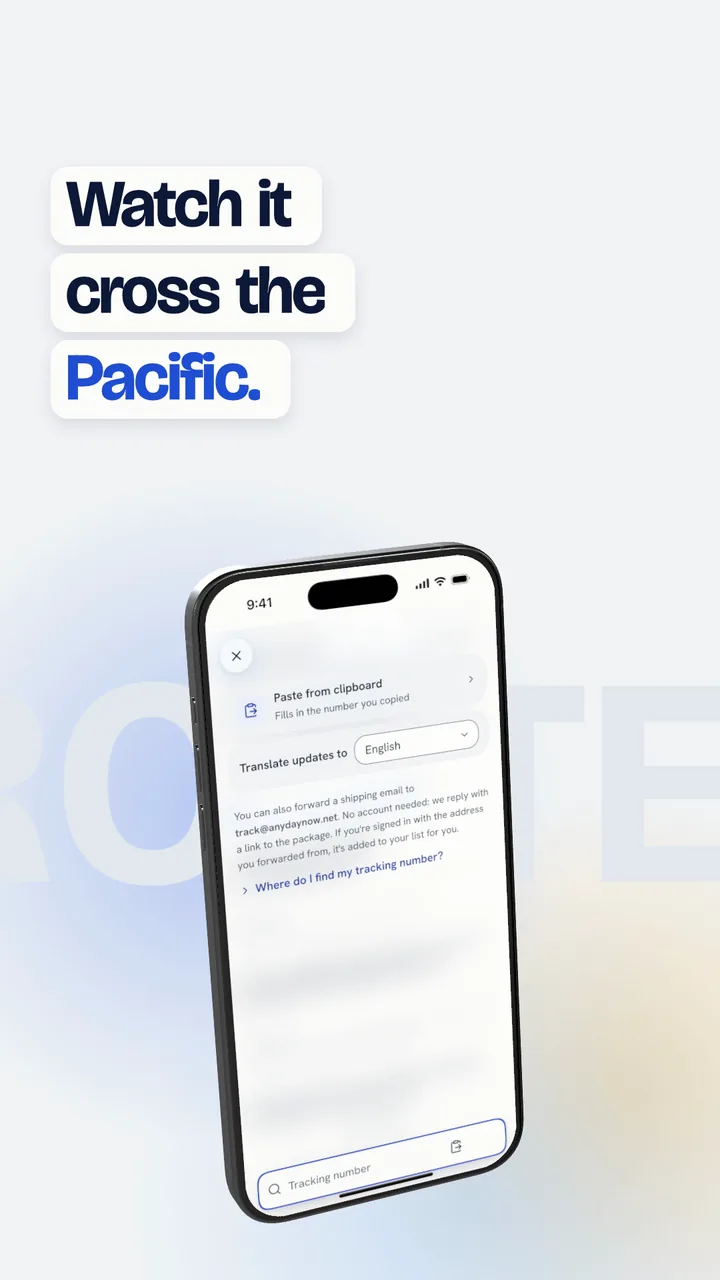 Watch it
cross the
Pacific.
9:41
Paste from clipboard
Fills in the number you copied
Translate updates to English
You can also forward a shipping email to
track@anydaynow.net. No account needed: we reply with
a link to the package. If you're signed in with the address
you forwarded from, it's added to your list for you.
Where do I find my tracking number?
Tracking number